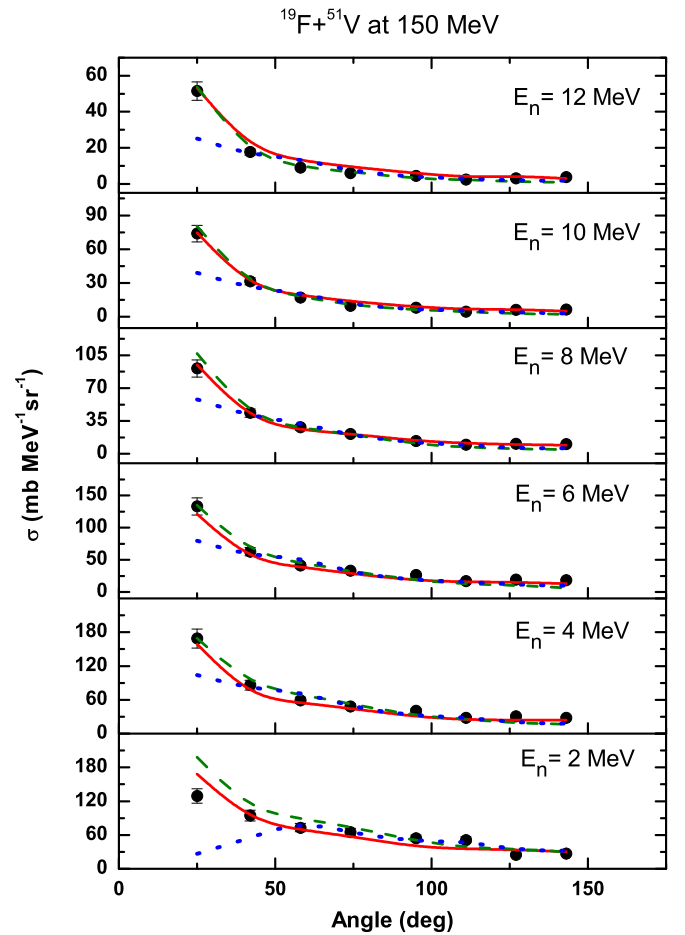 ¹⁹F+⁵¹V at 150 MeV
60
40
20
0
Eₙ= 12 MeV
90
60
30
0
Eₙ= 10 MeV
105
70
35
0
Eₙ= 8 MeV
150
100
50
0
Eₙ= 6 MeV
180
120
60
0
Eₙ= 4 MeV
180
120
60
0
Eₙ= 2 MeV
σ (mb MeV⁻¹sr⁻¹)
0 50 100 150
Angle (deg)